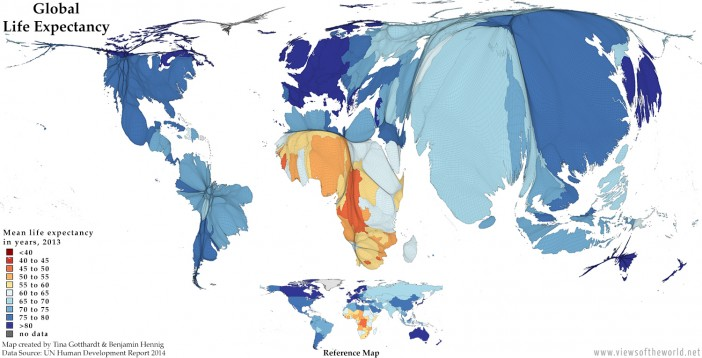 Global
Life Expectancy
Mean life expectancy
in years, 2013
<40
40 to 45
45 to 50
50 to 55
55 to 60
60 to 65
65 to 70
70 to 75
75 to 80
>80
no data
Map created by Tina Gotthardt & Benjamin Hennig
Data Source: UN Human Development Report 2014
Reference Map
www.viewsoftheworld.net